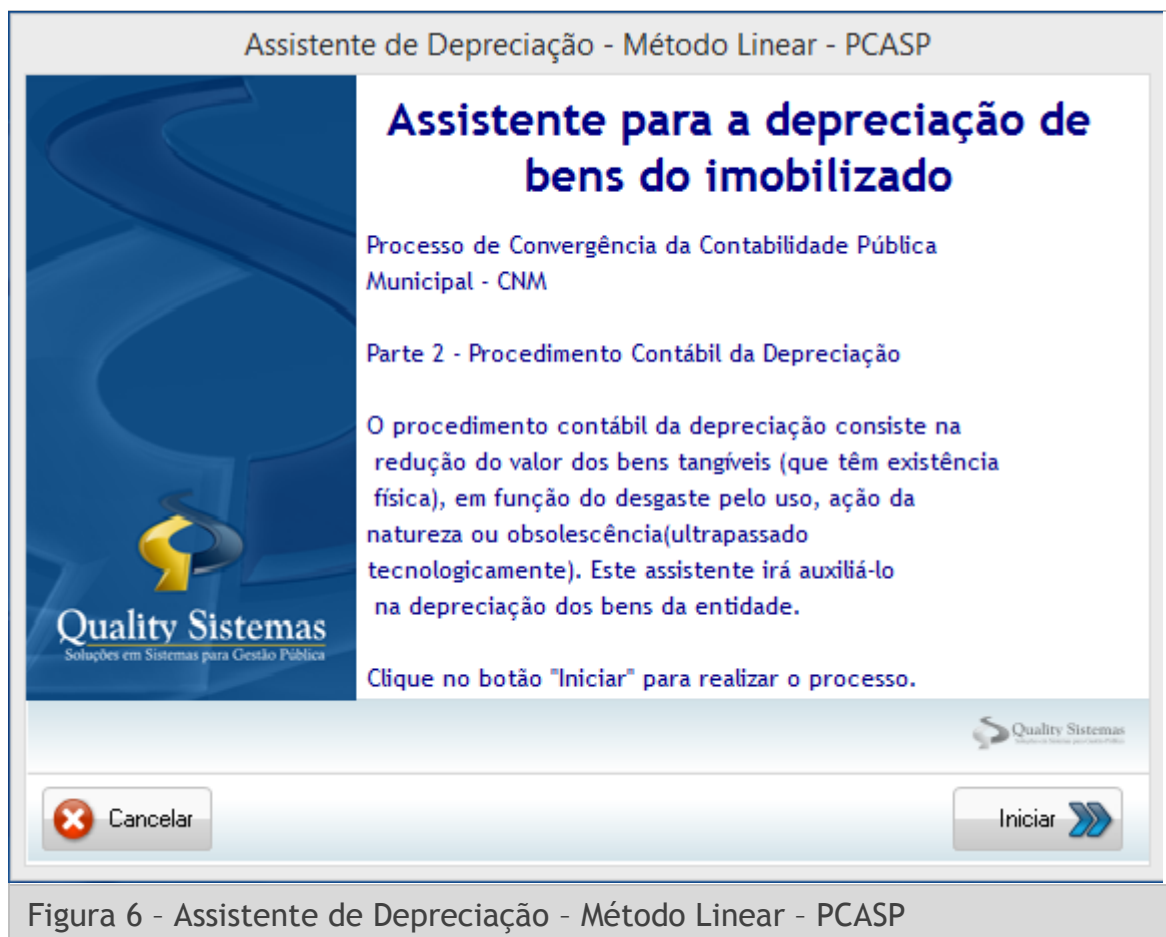 Assistente de Depreciação - Método Linear - PCASP
Assistente para a depreciação de
bens do imobilizado
Processo de Convergência da Contabilidade Pública
Municipal - CNM
Parte 2 - Procedimento Contábil da Depreciação
O procedimento contábil da depreciação consiste na
redução do valor dos bens tangíveis (que têm existência
física), em função do desgaste pelo uso, ação da
natureza ou obsolescência(ultrapassado
tecnologicamente). Este assistente irá auxiliá-lo
na depreciação dos bens da entidade.
Clique no botão "Iniciar" para realizar o processo.
Quality Sistemas
Soluções em Sistemas para Gestão Pública
Quality Sistemas
Cancelar
Iniciar
Figura 6 – Assistente de Depreciação – Método Linear – PCASP